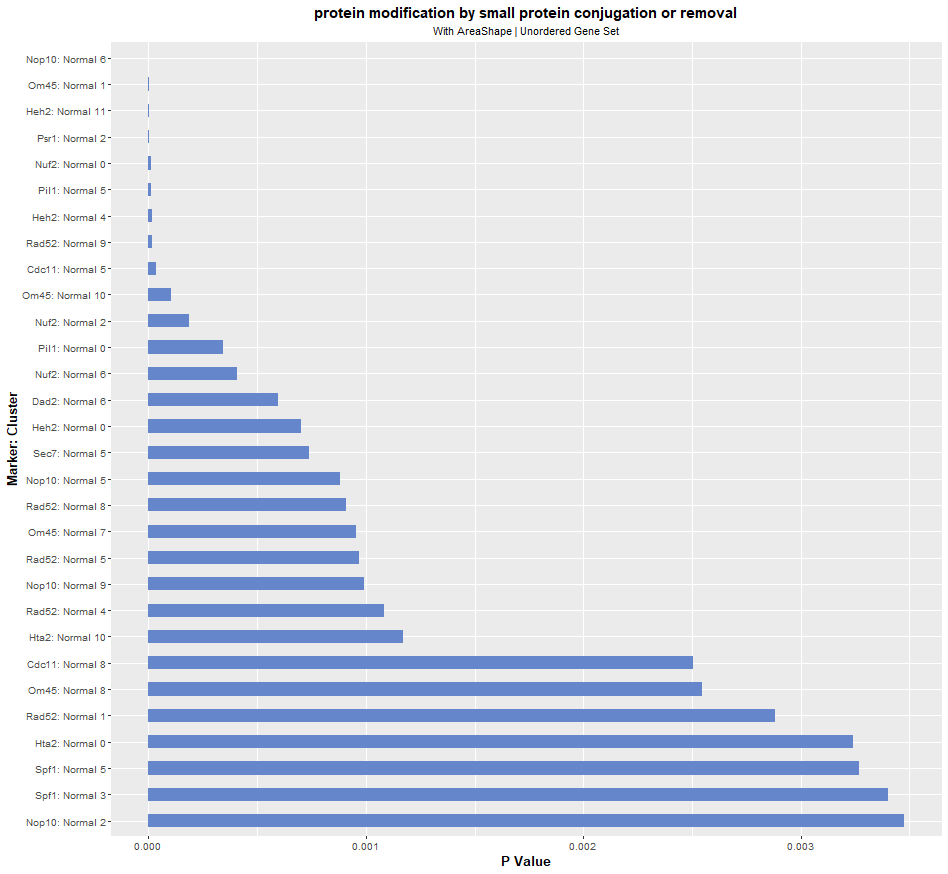 protein modification by small protein conjugation or removal
With AreaShape | Unordered Gene Set
Marker: Cluster
Nop10: Normal 6
Om45: Normal 1
Heh2: Normal 11
Psr1: Normal 2
Nuf2: Normal 0
Pil1: Normal 5
Heh2: Normal 4
Rad52: Normal 9
Cdc11: Normal 5
Om45: Normal 10
Nuf2: Normal 2
Pil1: Normal 0
Nuf2: Normal 6
Dad2: Normal 6
Heh2: Normal 0
Sec7: Normal 5
Nop10: Normal 5
Rad52: Normal 8
Om45: Normal 7
Rad52: Normal 5
Nop10: Normal 9
Rad52: Normal 4
Hta2: Normal 10
Cdc11: Normal 8
Om45: Normal 8
Rad52: Normal 1
Hta2: Normal 0
Spf1: Normal 5
Spf1: Normal 3
Nop10: Normal 2
0.000 0.001 0.002 0.003
P Value